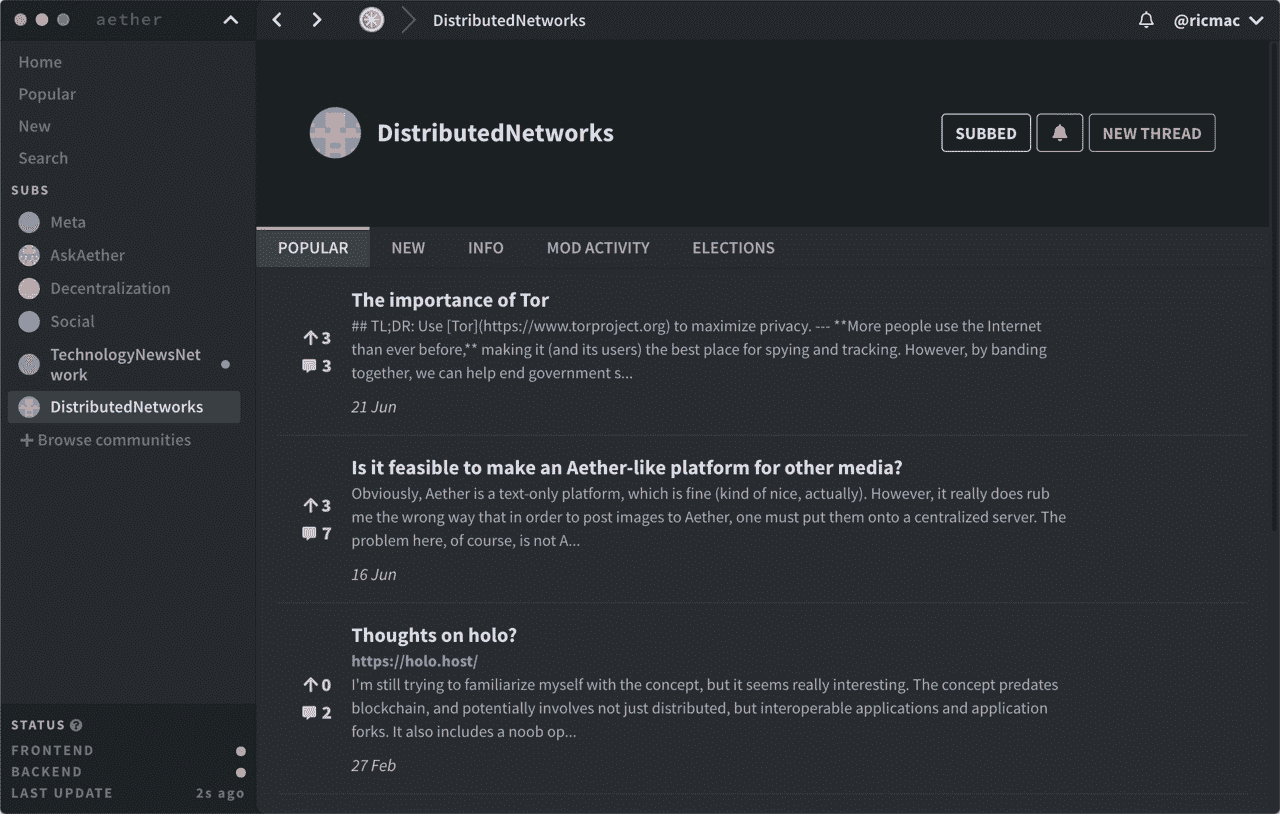 aether
DistributedNetworks
@ricmac
Home
Popular
New
Search
SUBS
Meta
AskAether
Decentralization
Social
TechnologyNewsNet
work
DistributedNetworks
Browse communities
STATUS
FRONTEND
BACKEND
LAST UPDATE 2s ago
DistributedNetworks
SUBBED
NEW THREAD
POPULAR NEW INFO MOD ACTIVITY ELECTIONS
The importance of Tor
3
3
## TL;DR: Use [Tor](https://www.torproject.org) to maximize privacy. --- **More people use the Internet
than ever before,** making it (and its users) the best place for spying and tracking. However, by banding
together, we can help end government s...
21 Jun
Is it feasible to make an Aether-like platform for other media?
3
7
Obviously, Aether is a text-only platform, which is fine (kind of nice, actually). However, it really does rub
me the wrong way that in order to post images to Aether, one must put them onto a centralized server. The
problem here, of course, is not A...
16 Jun
Thoughts on holo?
https://holo.host/
0
2
I'm still trying to familiarize myself with the concept, but it seems really interesting. The concept predates
blockchain, and potentially involves not just distributed, but interoperable applications and application
forks. It also includes a noob op...
27 Feb